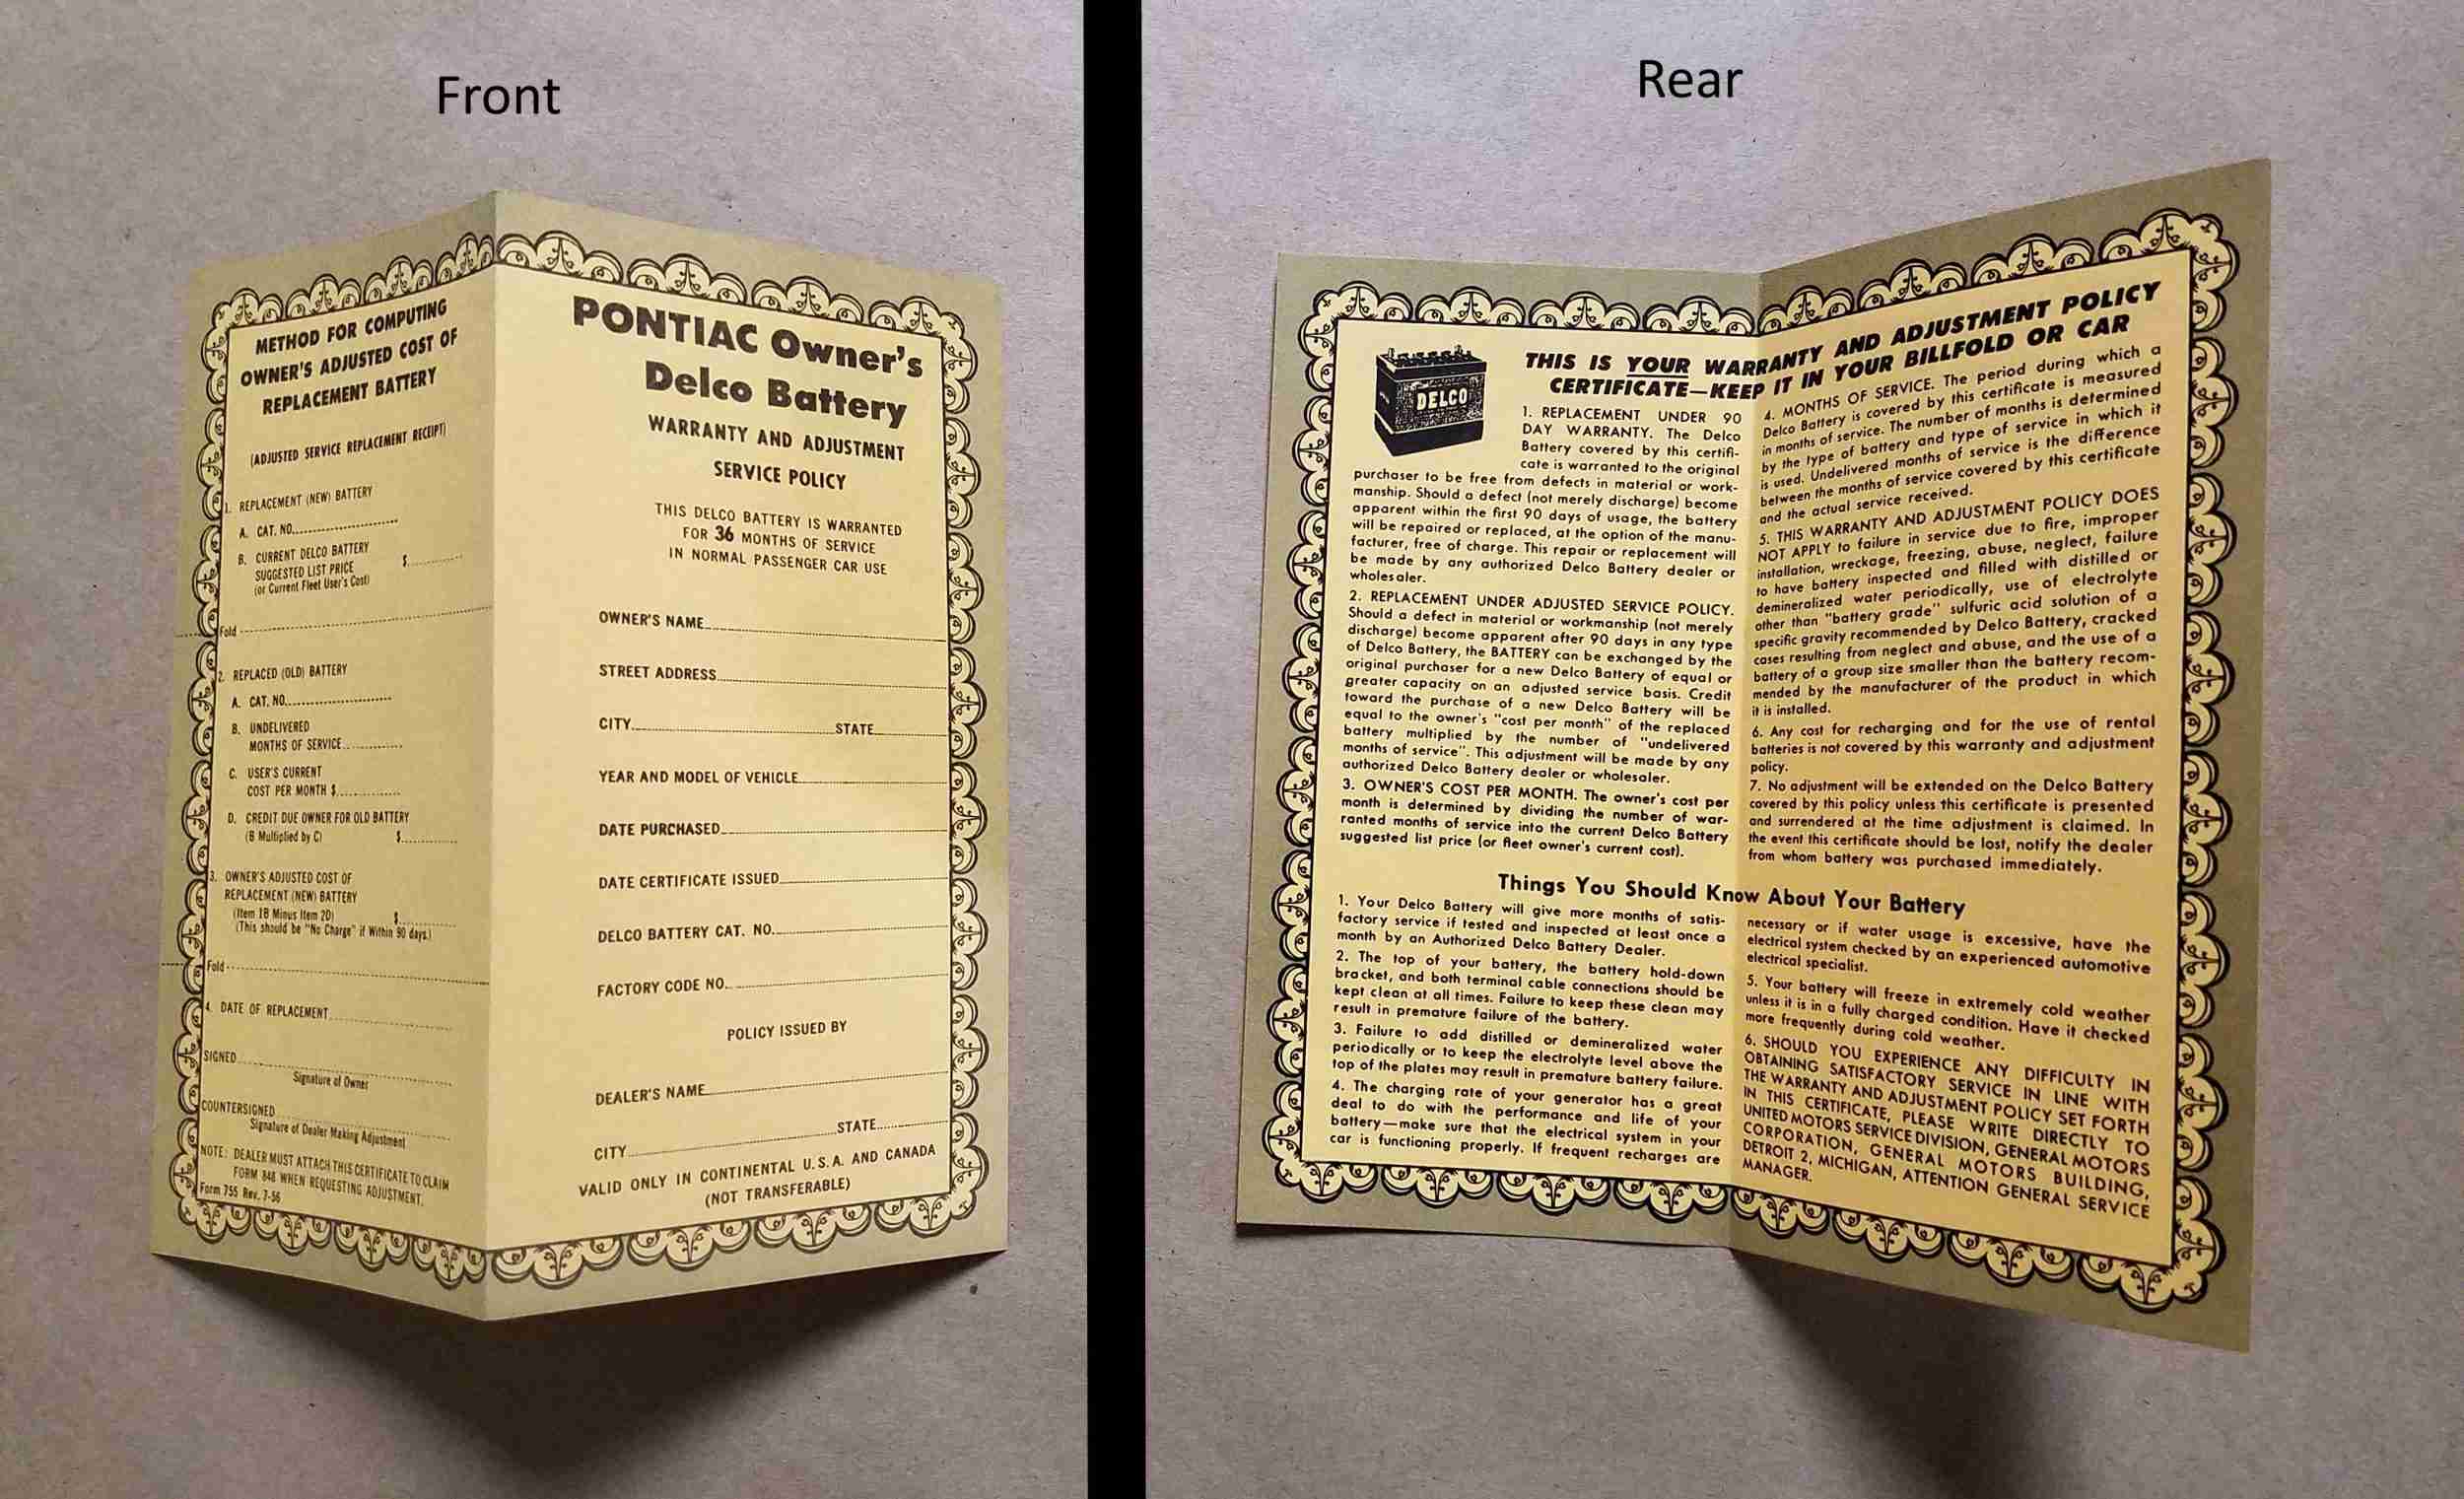 Front
METHOD FOR COMPUTING
OWNER'S ADJUSTED COST OF
REPLACEMENT BATTERY
(ADJUSTED SERVICE REPLACEMENT RECEIPT)
1. REPLACEMENT (NEW) BATTERY
A. CAT. NO.
B. CURRENT DELCO BATTERY
SUGGESTED LIST PRICE $
(or Current Fleet User's Cost)
Fold
2. REPLACED (OLD) BATTERY
A. CAT. NO.
B. UNDELIVERED
MONTHS OF SERVICE
C. USER'S CURRENT
COST PER MONTH $
D. CREDIT DUE OWNER FOR OLD BATTERY
(B Multiplied by C) $
3. OWNER'S ADJUSTED COST OF
REPLACEMENT (NEW) BATTERY
(Item 1B Minus Item 2D) $
(This should be "No Charge" if Within 90 days.)
Fold
4. DATE OF REPLACEMENT
SIGNED
Signature of Owner
COUNTERSIGNED
Signature of Dealer Making Adjustment
NOTE: DEALER MUST ATTACH THIS CERTIFICATE TO CLAIM
FORM 848 WHEN REQUESTING ADJUSTMENT.
Form 755 Rev. 7-56
PONTIAC Owner's
Delco Battery
WARRANTY AND ADJUSTMENT
SERVICE POLICY
THIS DELCO BATTERY IS WARRANTED
FOR 36 MONTHS OF SERVICE
IN NORMAL PASSENGER CAR USE
OWNER'S NAME
STREET ADDRESS
CITY STATE
YEAR AND MODEL OF VEHICLE
DATE PURCHASED
DATE CERTIFICATE ISSUED
DELCO BATTERY CAT. NO.
FACTORY CODE NO.
POLICY ISSUED BY
DEALER'S NAME
CITY STATE
VALID ONLY IN CONTINENTAL U.S.A. AND CANADA
(NOT TRANSFERABLE)
Rear
THIS IS YOUR WARRANTY AND ADJUSTMENT POLICY
CERTIFICATE—KEEP IT IN YOUR BILLFOLD OR CAR
DELCO
1. REPLACEMENT UNDER 90
DAY WARRANTY. The Delco
Battery covered by this certifi-
cate is warranted to the original
purchaser to be free from defects in material or work-
manship. Should a defect (not merely discharge) become
apparent within the first 90 days of usage, the battery
will be repaired or replaced, at the option of the manu-
facturer, free of charge. This repair or replacement will
be made by any authorized Delco Battery dealer or
wholesaler.
2. REPLACEMENT UNDER ADJUSTED SERVICE POLICY.
Should a defect in material or workmanship (not merely
discharge) become apparent after 90 days in any type
of Delco Battery, the BATTERY can be exchanged by the
original purchaser for a new Delco Battery of equal or
greater capacity on an adjusted service basis. Credit
toward the purchase of a new Delco Battery will be
equal to the owner's "cost per month" of the replaced
battery multiplied by the number of "undelivered
months of service". This adjustment will be made by any
authorized Delco Battery dealer or wholesaler.
3. OWNER'S COST PER MONTH. The owner's cost per
month is determined by dividing the number of war-
ranted months of service into the current Delco Battery
suggested list price (or fleet owner's current cost).
4. MONTHS OF SERVICE. The period during which a
Delco Battery is covered by this certificate is measured
in months of service. The number of months is determined
by the type of battery and type of service in which it
is used. Undelivered months of service is the difference
between the months of service covered by this certificate
and the actual service received.
5. THIS WARRANTY AND ADJUSTMENT POLICY DOES
NOT APPLY to failure in service due to fire, improper
installation, wreckage, freezing, abuse, neglect, failure
to have battery inspected and filled with distilled or
demineralized water periodically, use of electrolyte
other than "battery grade" sulfuric acid solution of a
specific gravity recommended by Delco Battery, cracked
cases resulting from neglect and abuse, and the use of a
battery of a group size smaller than the battery recom-
mended by the manufacturer of the product in which
it is installed.
6. Any cost for recharging and for the use of rental
batteries is not covered by this warranty and adjustment
policy.
7. No adjustment will be extended on the Delco Battery
covered by this policy unless this certificate is presented
and surrendered at the time adjustment is claimed. In
the event this certificate should be lost, notify the dealer
from whom battery was purchased immediately.
Things You Should Know About Your Battery
1. Your Delco Battery will give more months of satis-
factory service if tested and inspected at least once a
month by an Authorized Delco Battery Dealer.
2. The top of your battery, the battery hold-down
bracket, and both terminal cable connections should be
kept clean at all times. Failure to keep these clean may
result in premature failure of the battery.
3. Failure to add distilled or demineralized water
periodically or to keep the electrolyte level above the
top of the plates may result in premature battery failure.
4. The charging rate of your generator has a great
deal to do with the performance and life of your
battery—make sure that the electrical system in your
car is functioning properly. If frequent recharges are
necessary or if water usage is excessive, have the
electrical system checked by an experienced automotive
electrical specialist.
5. Your battery will freeze in extremely cold weather
unless it is in a fully charged condition. Have it checked
more frequently during cold weather.
6. SHOULD YOU EXPERIENCE ANY DIFFICULTY IN
OBTAINING SATISFACTORY SERVICE IN LINE WITH
THE WARRANTY AND ADJUSTMENT POLICY SET FORTH
IN THIS CERTIFICATE, PLEASE WRITE DIRECTLY TO
UNITED MOTORS SERVICE DIVISION, GENERAL MOTORS
CORPORATION, GENERAL MOTORS BUILDING,
DETROIT 2, MICHIGAN, ATTENTION GENERAL SERVICE
MANAGER.